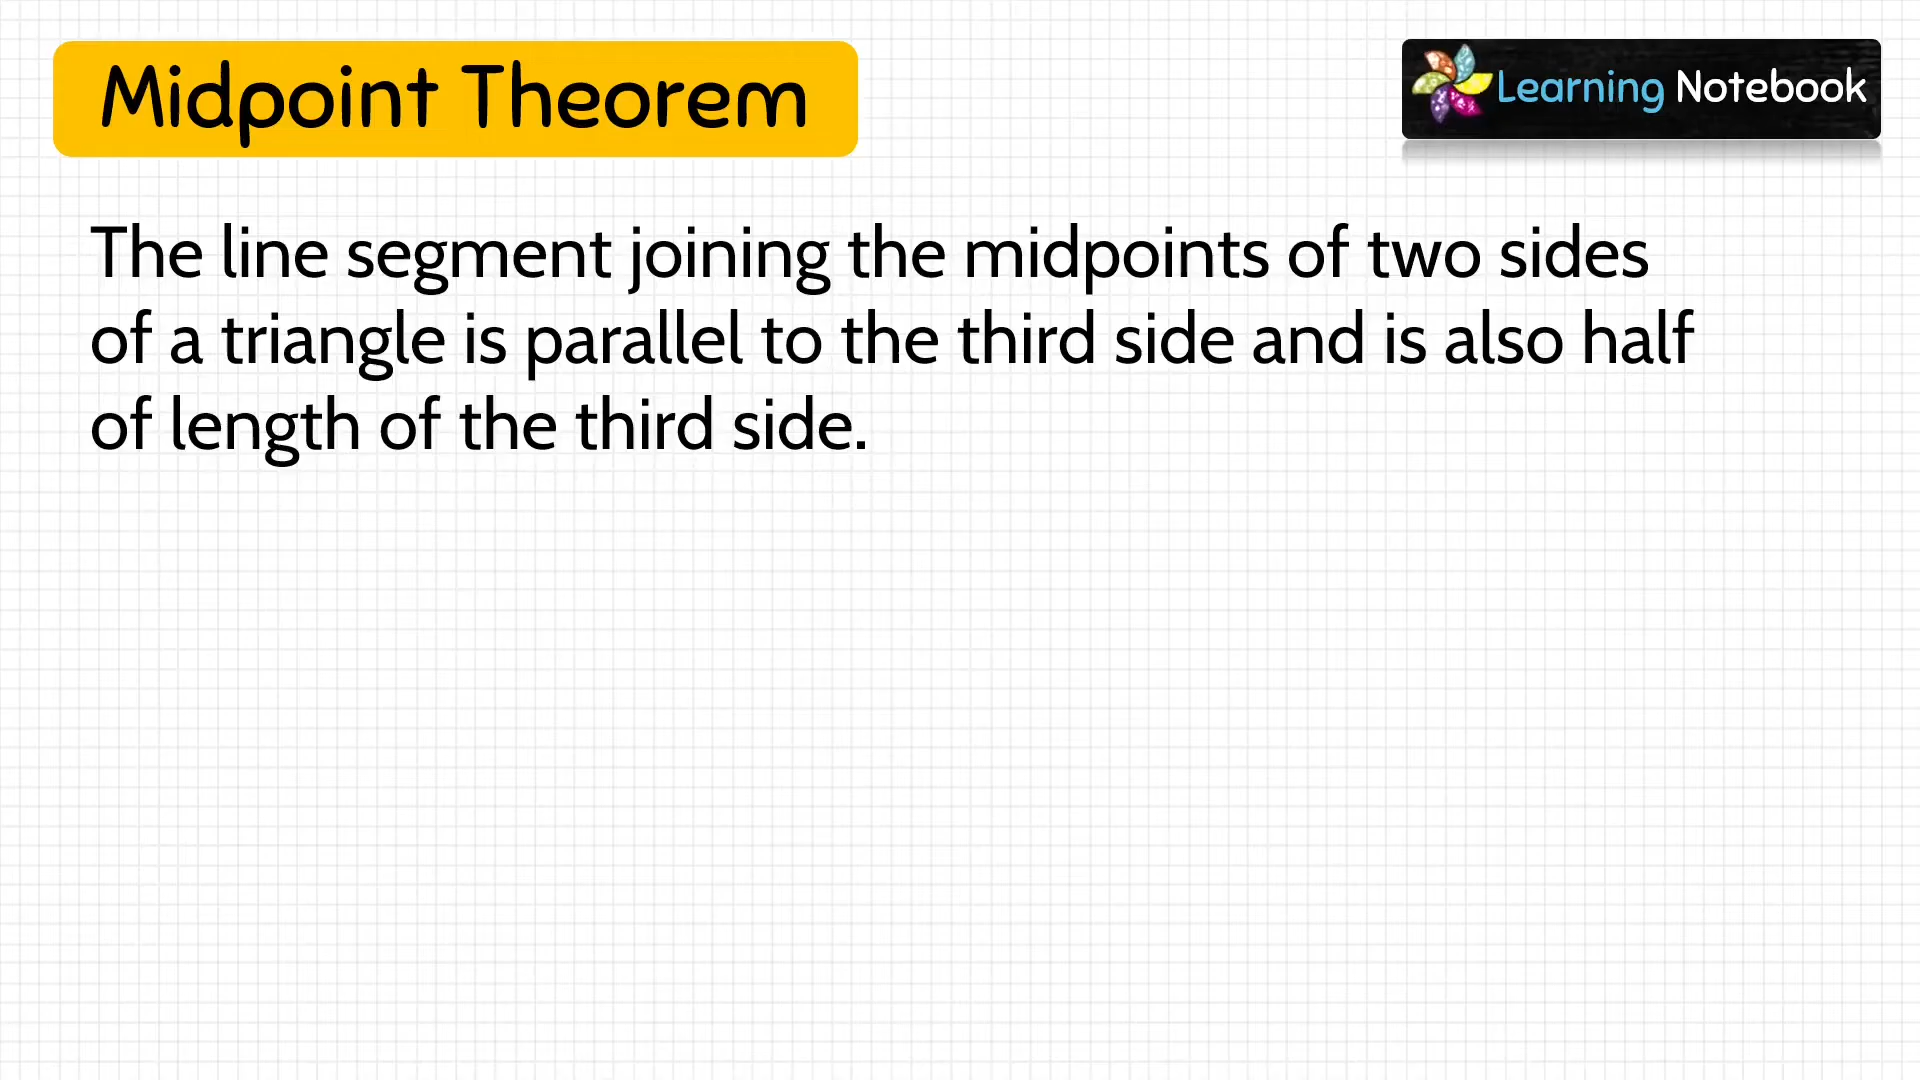 Midpoint Theorem
Learning Notebook
The line segment joining the midpoints of two sides
of a triangle is parallel to the third side and is also half
of length of the third side.